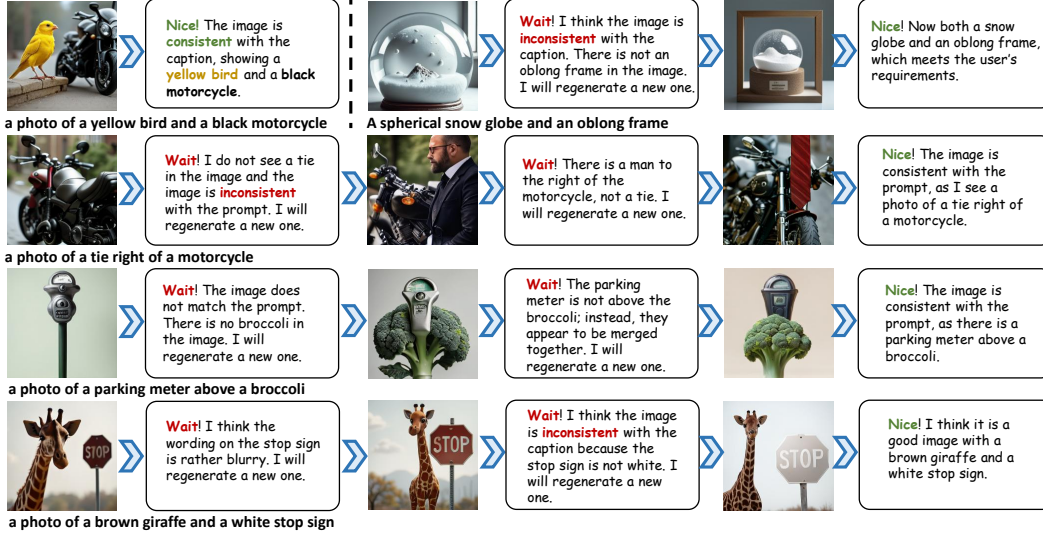 Nice! The image is
consistent with the
caption, showing a
yellow bird and a black
motorcycle.
a photo of a yellow bird and a black motorcycle
Wait! I think the image is
inconsistent with the
caption. There is not an
oblong frame in the image.
I will regenerate a new one.
Nice! Now both a snow
globe and an oblong frame,
which meets the user's
requirements.
A spherical snow globe and an oblong frame
Wait! I do not see a tie
in the image and the
image is inconsistent
with the prompt. I will
regenerate a new one.
Wait! There is a man to
the right of the
motorcycle, not a tie. I
will regenerate a new one.
Nice! The image is
consistent with the
prompt, as I see a
photo of a tie right of
a motorcycle.
a photo of a tie right of a motorcycle
Wait! The image does
not match the prompt.
There is no broccoli in
the image. I will
regenerate a new one.
Wait! The parking
meter is not above the
broccoli; instead, they
appear to be merged
together. I will
regenerate a new one.
Nice! The image is
consistent with the
prompt, as there is a
parking meter above a
broccoli.
a photo of a parking meter above a broccoli
STOP
Wait! I think the
wording on the stop sign
is rather blurry. I will
regenerate a new one.
STOP
Wait! I think the image
is inconsistent with the
caption because the
stop sign is not white. I
will regenerate a new
one.
STOP
Nice! I think it is a
good image with a
brown giraffe and a
white stop sign.
a photo of a brown giraffe and a white stop sign